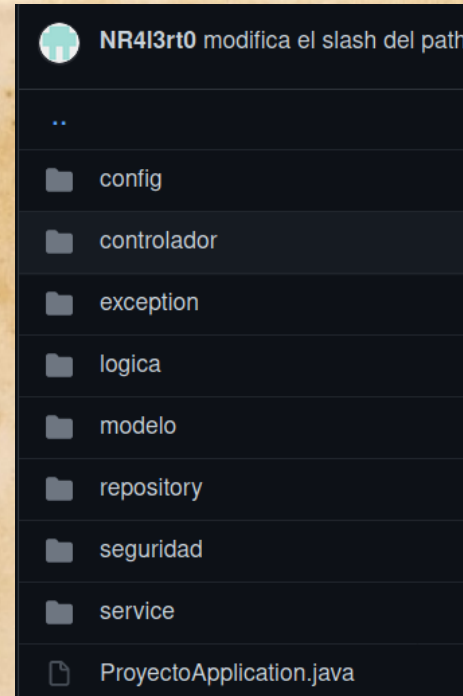 NR4l3rt0 modifica el slash del path
..
config
controlador
exception
logica
modelo
repository
seguridad
service
ProyectoApplication.java